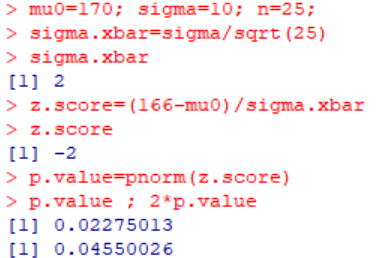 > mu0=170; sigma=10; n=25;
> sigma.xbar=sigma/sqrt(25)
> sigma.xbar
[1] 2
> z.score=(166-mu0)/sigma.xbar
> z.score
[1] -2
> p.value=pnorm(z.score)
> p.value ; 2*p.value
[1] 0.02275013
[1] 0.04550026